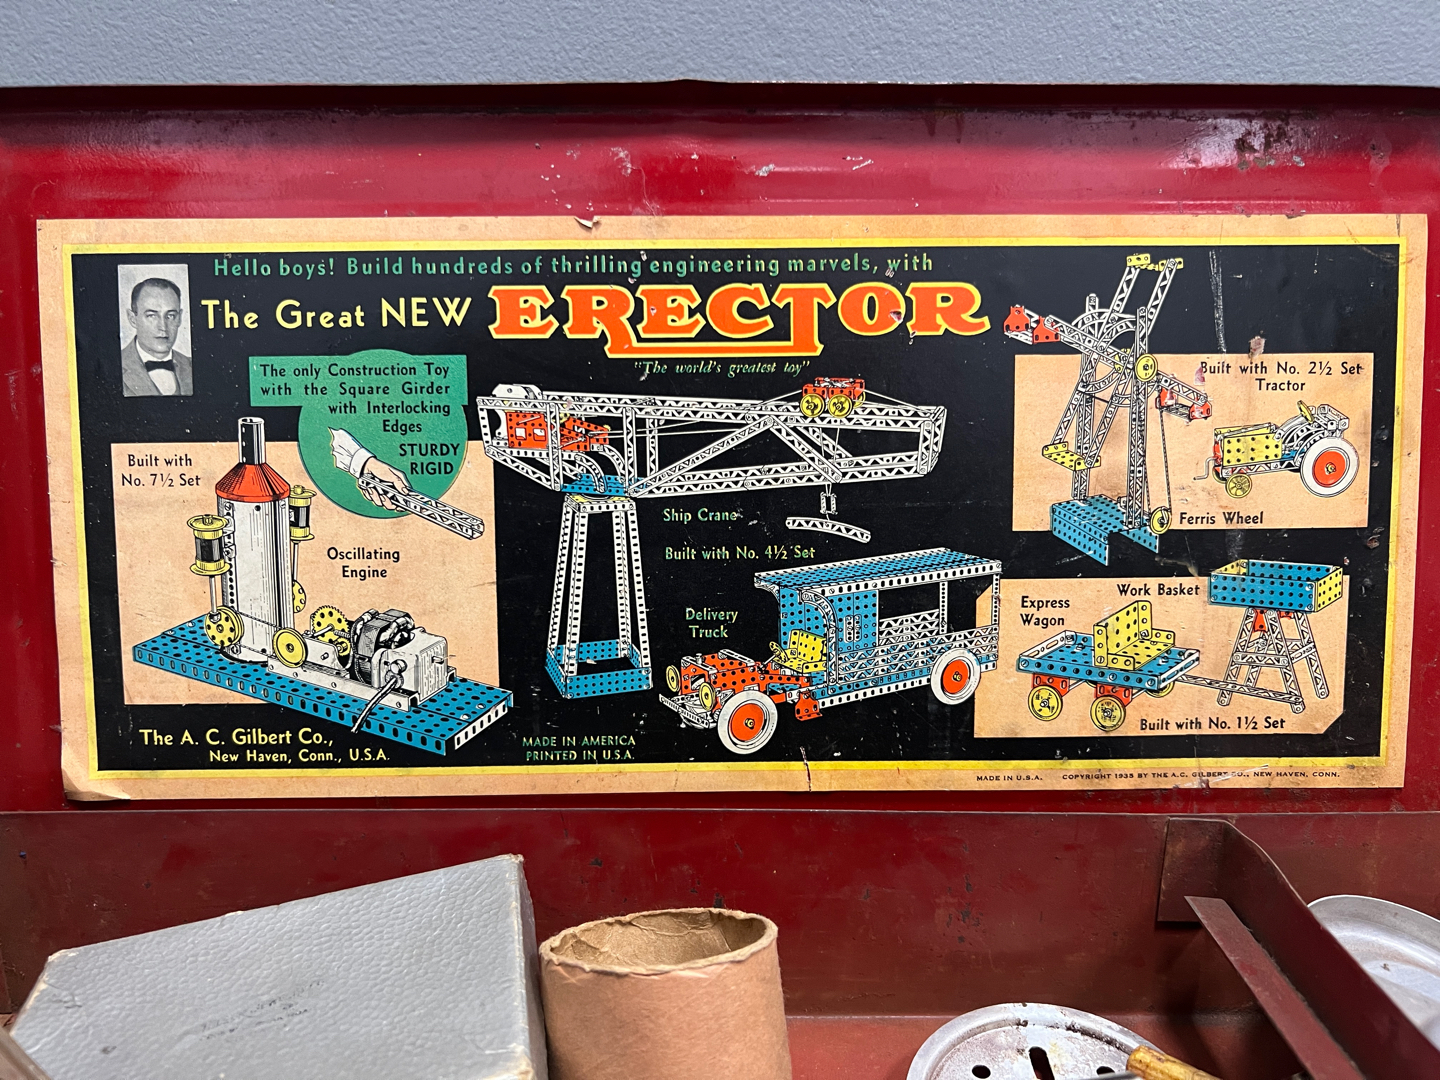 Hello boys! Build hundreds of thrilling engineering marvels, with
The Great NEW ERECTOR
"The world's greatest toy"
The only Construction Toy
with the Square Girder
with Interlocking
Edges
STURDY
RIGID
Built with
No. 7½ Set
Oscillating
Engine
Ship Crane
Built with No. 4½ Set
Delivery
Truck
Built with No. 2½ Set
Tractor
Ferris Wheel
Work Basket
Express
Wagon
Built with No. 1½ Set
The A. C. Gilbert Co.,
New Haven, Conn., U.S.A.
MADE IN AMERICA
PRINTED IN U.S.A.
MADE IN U.S.A. COPYRIGHT 1935 BY THE A.C. GILBERT CO., NEW HAVEN, CONN.